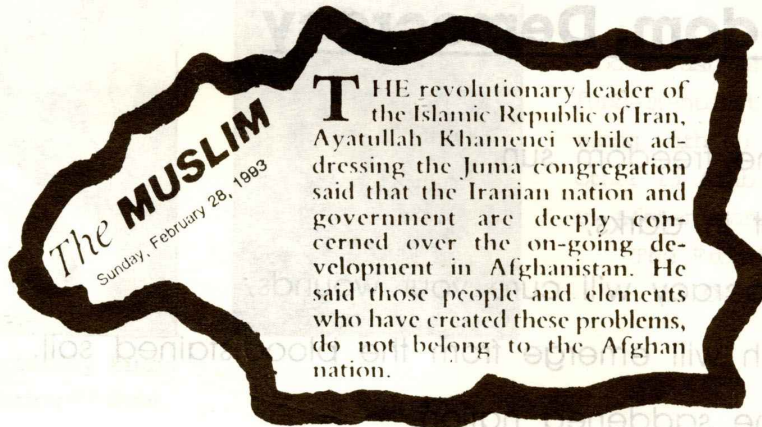 The MUSLIM
Sunday, February 28, 1993
THE revolutionary leader of
the Islamic Republic of Iran,
Ayatullah Khamenei while ad-
dressing the Juma congregation
said that the Iranian nation and
government are deeply con-
cerned over the on-going de-
velopment in Afghanistan. He
said those people and elements
who have created these problems,
do not belong to the Afghan
nation.